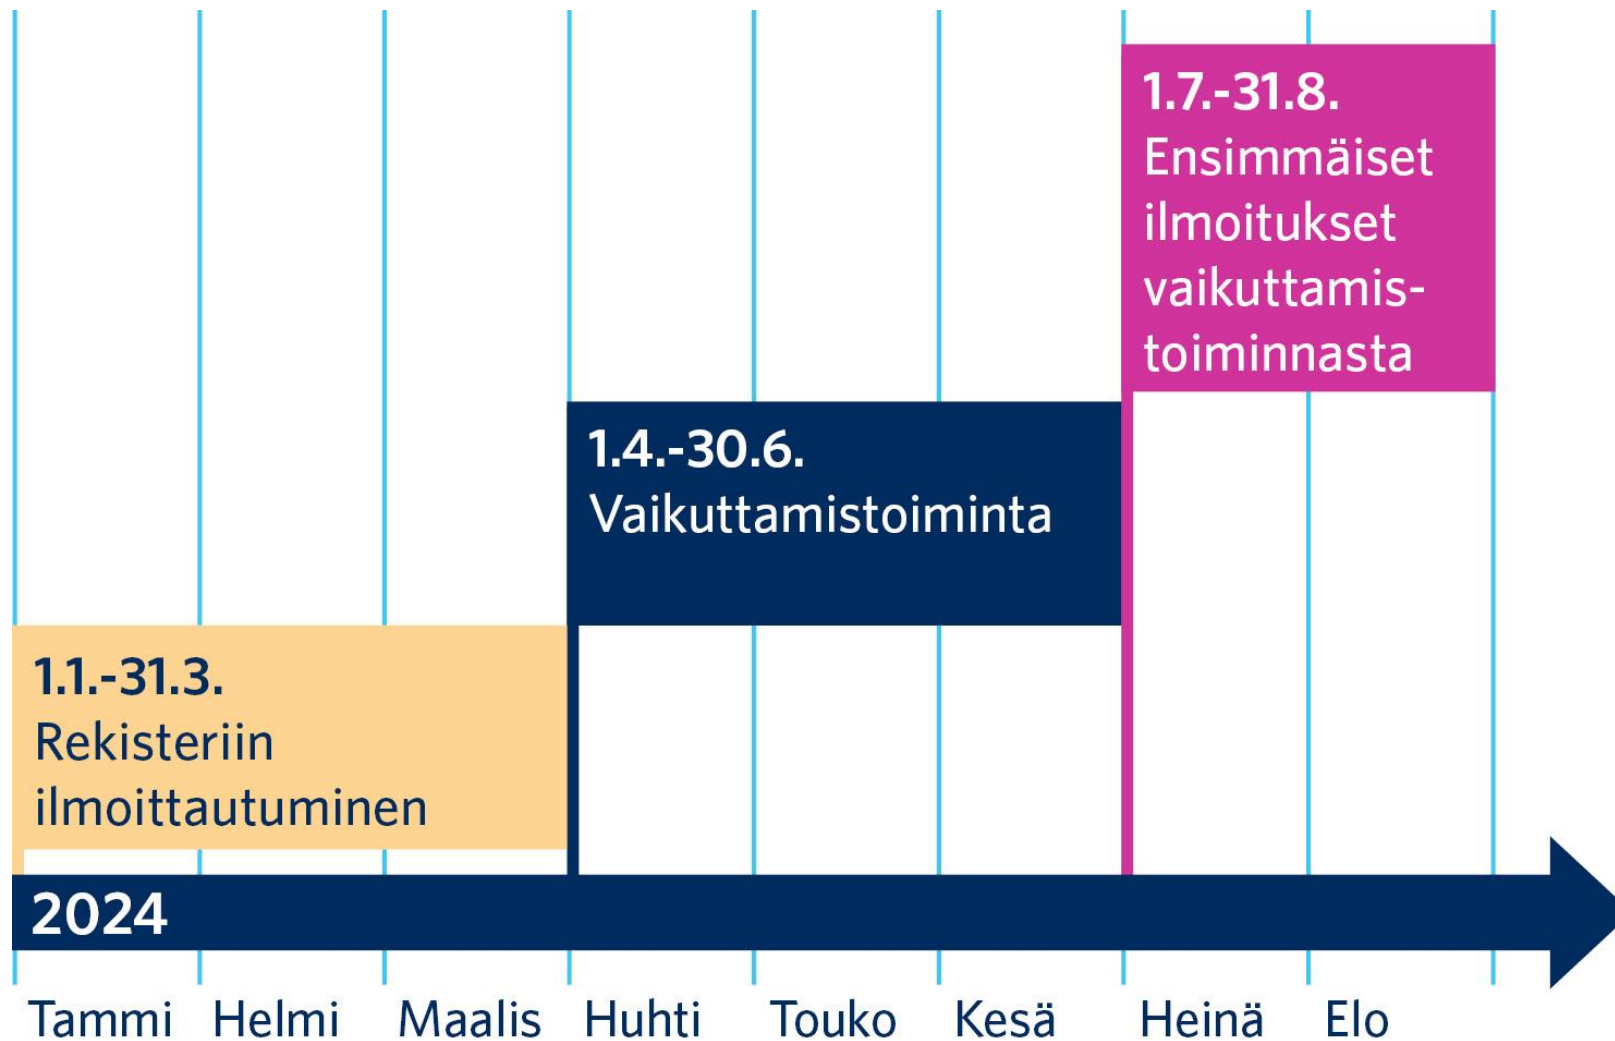 1.1.-31.3.
Rekisteriin
ilmoittautuminen
1.4.-30.6.
Vaikuttamistoiminta
1.7.-31.8.
Ensimmäiset
ilmoitukset
vaikuttamis-
toiminnasta
2024
Tammi Helmi Maalis Huhti Touko Kesä Heinä Elo